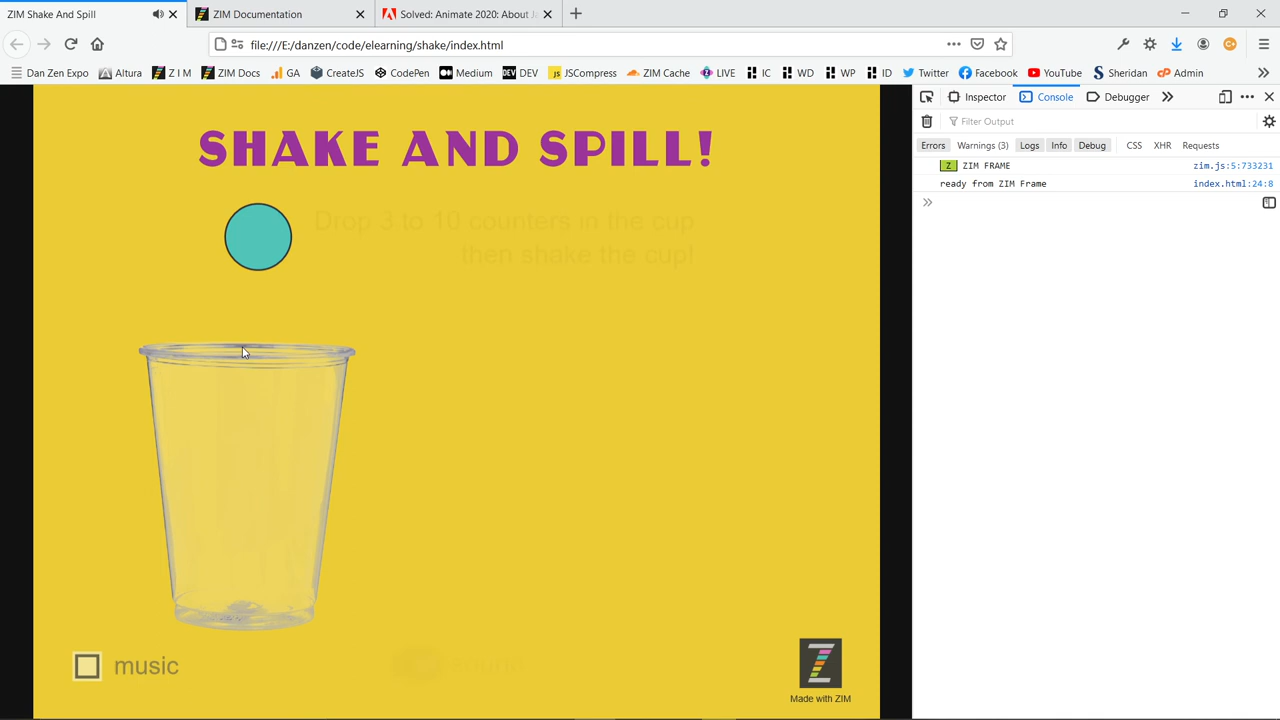 ZIM Shake And Spill
ZIM Documentation
Solved: Animate 2020: About Ja
file:///E:/danzen/code/elearning/shake/index.html
Dan Zen Expo
Altura
Z I M
ZIM Docs
GA
CreateJS
CodePen
Medium
DEV DEV
JS JSCompress
ZIM Cache
LIVE
IC
WD
WP
ID
Twitter
Facebook
YouTube
Sheridan
cP Admin
Inspector
Console
Debugger
Filter Output
Errors
Warnings (3)
Logs
Info
Debug
CSS
XHR
Requests
Z ZIM FRAME
zim.js:5:733231
ready from ZIM Frame
index.html:24:8
SHAKE AND SPILL!
Drop 3 to 10 counters in the cup
then shake the cup!
music
Z
Made with ZIM